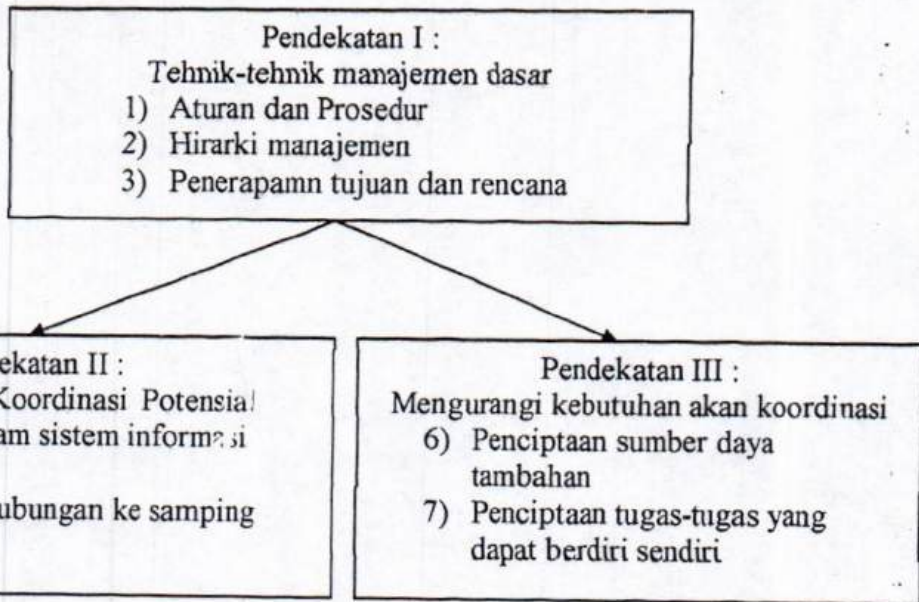 Pendekatan I :
Tehnik-tehnik manajemen dasar
1) Aturan dan Prosedur
2) Hirarki manajemen
3) Penerapamn tujuan dan rencana
ekatan II :
Koordinasi Potensial
am sistem informasi
ubungan ke samping
Pendekatan III :
Mengurangi kebutuhan akan koordinasi
6) Penciptaan sumber daya
tambahan
7) Penciptaan tugas-tugas yang
dapat berdiri sendiri